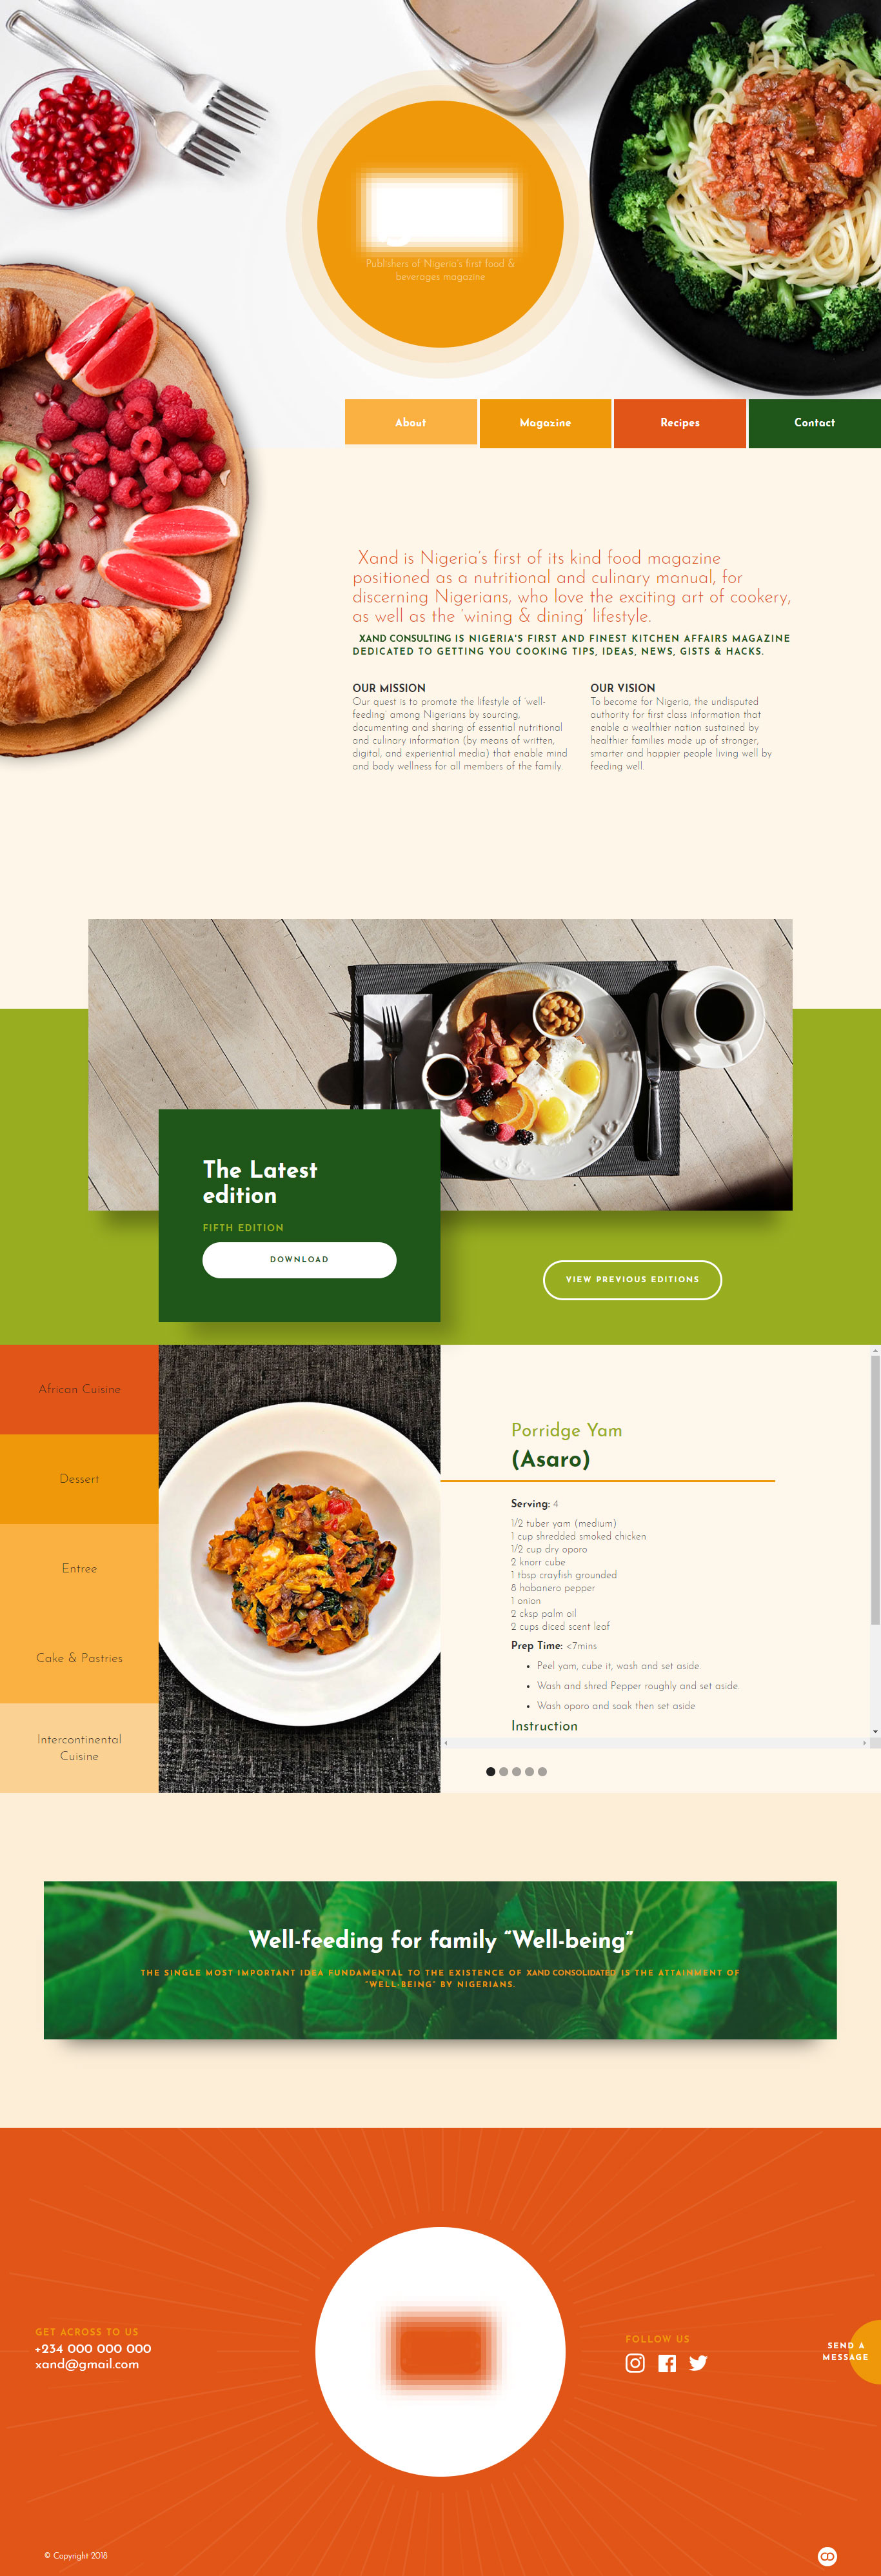 Publishers of Nigeria's first food &
beverages magazine
About
Magazine
Recipes
Contact
Xand is Nigeria's first of its kind food magazine
positioned as a nutritional and culinary manual, for
discerning Nigerians, who love the exciting art of cookery,
as well as the 'wining & dining' lifestyle.
XAND CONSULTING IS NIGERIA'S FIRST AND FINEST KITCHEN AFFAIRS MAGAZINE
DEDICATED TO GETTING YOU COOKING TIPS, IDEAS, NEWS, GISTS & HACKS.
OUR MISSION
Our quest is to promote the lifestyle of 'well-
feeding' among Nigerians by sourcing,
documenting and sharing of essential nutritional
and culinary information (by means of written,
digital, and experiential media) that enable mind
and body wellness for all members of the family.
OUR VISION
To become for Nigeria, the undisputed
authority for first class information that
enable a wealthier nation sustained by
healthier families made up of stronger,
smarter and happier people living well by
feeding well.
The Latest
edition
FIFTH EDITION
DOWNLOAD
VIEW PREVIOUS EDITIONS
African Cuisine
Dessert
Entree
Cake & Pastries
Intercontinental
Cuisine
Porridge Yam
(Asaro)
Serving: 4
1/2 tuber yam (medium)
1 cup shredded smoked chicken
1/2 cup dry oporo
2 knorr cube
1 tbsp crayfish grounded
8 habanero pepper
1 onion
2 cksp palm oil
2 cups diced scent leaf
Prep Time: <7mins
• Peel yam, cube it, wash and set aside.
• Wash and shred Pepper roughly and set aside.
• Wash oporo and soak then set aside
Instruction
Well-feeding for family “Well-being”
THE SINGLE MOST IMPORTANT IDEA FUNDAMENTAL TO THE EXISTENCE OF XAND CONSOLIDATED IS THE ATTAINMENT OF
“WELL-BEING” BY NIGERIANS.
GET ACROSS TO US
+234 000 000 000
xand@gmail.com
FOLLOW US
SEND A
MESSAGE
© Copyright 2018